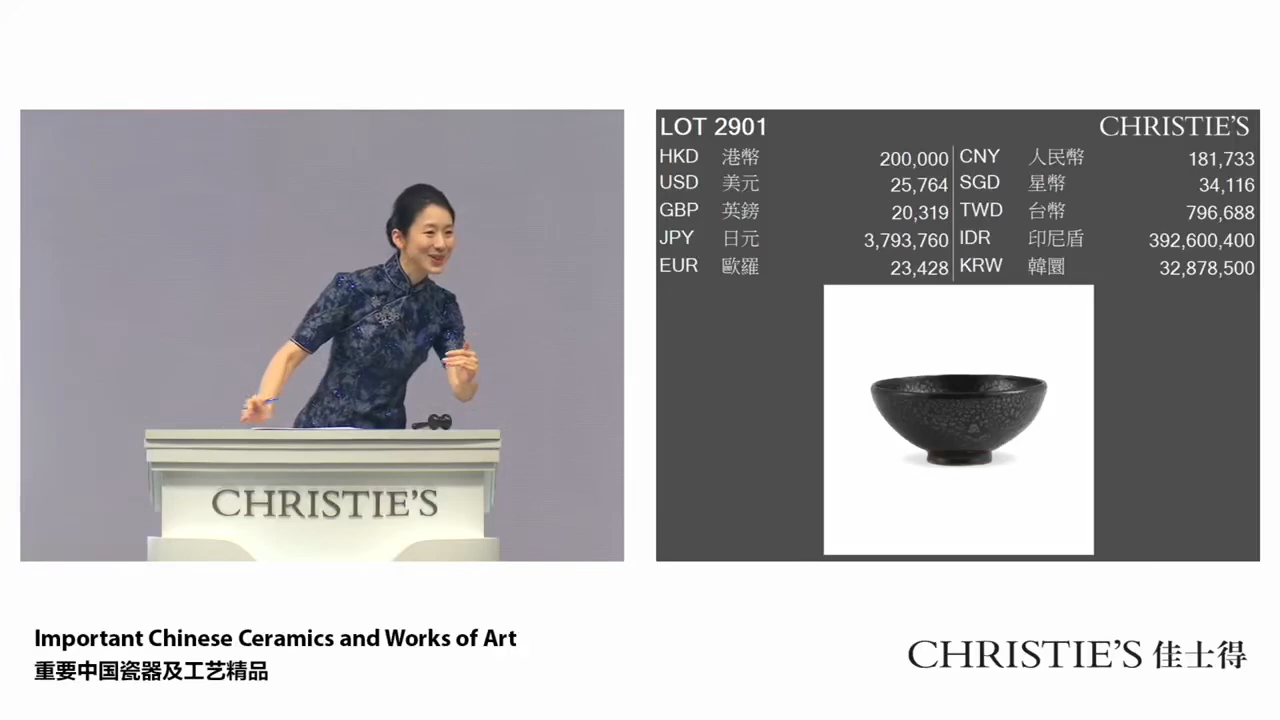 CHRISTIE'S
LOT 2901 CHRISTIE'S
HKD 港幣 200,000 CNY 人民幣 181,733
USD 美元 25,764 SGD 星幣 34,116
GBP 英鎊 20,319 TWD 台幣 796,688
JPY 日元 3,793,760 IDR 印尼盾 392,600,400
EUR 歐羅 23,428 KRW 韓圜 32,878,500
Important Chinese Ceramics and Works of Art
重要中国瓷器及工艺精品
CHRISTIE'S 佳士得